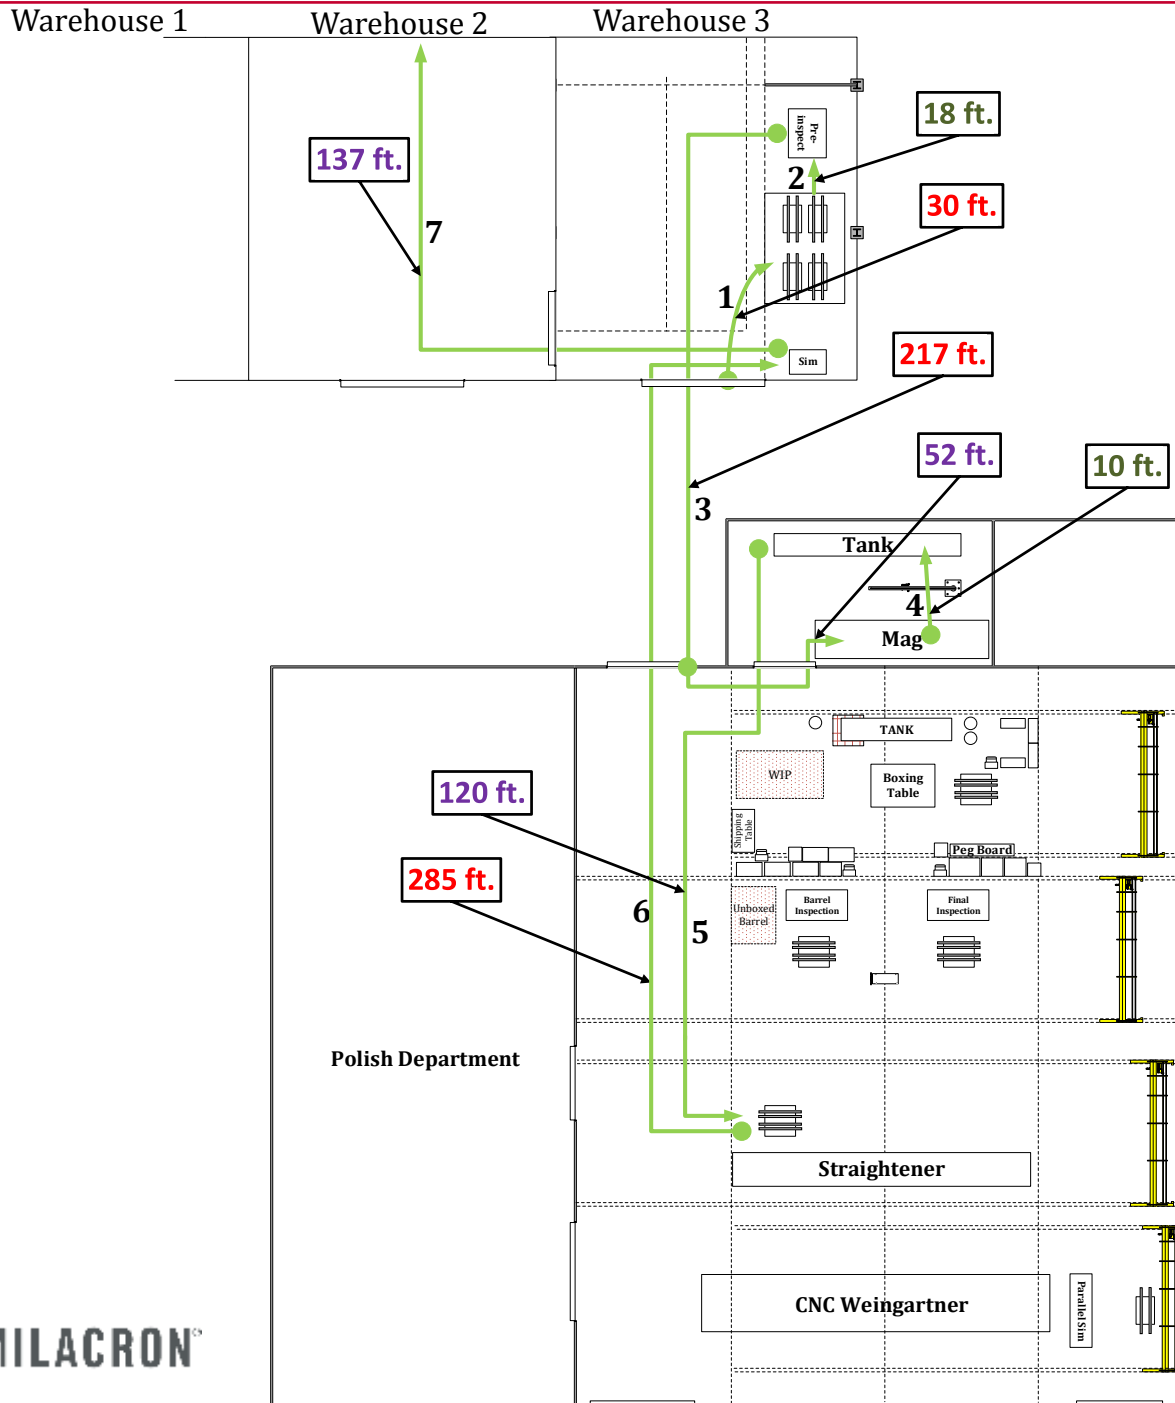 Warehouse 1
Warehouse 2
Warehouse 3
137 ft.
18 ft.
Pre-
inspect
2
30 ft.
7
1
Sim
217 ft.
52 ft.
10 ft.
3
Tank
4
Mag
TANK
WIP
Boxing
Table
120 ft.
Shipping
Table
Peg Board
285 ft.
6
5
Unboxed
Barrel
Barrel
Inspection
Final
Inspection
Polish Department
Straightener
CNC Weingartner
Parallel Sim
MILACRON